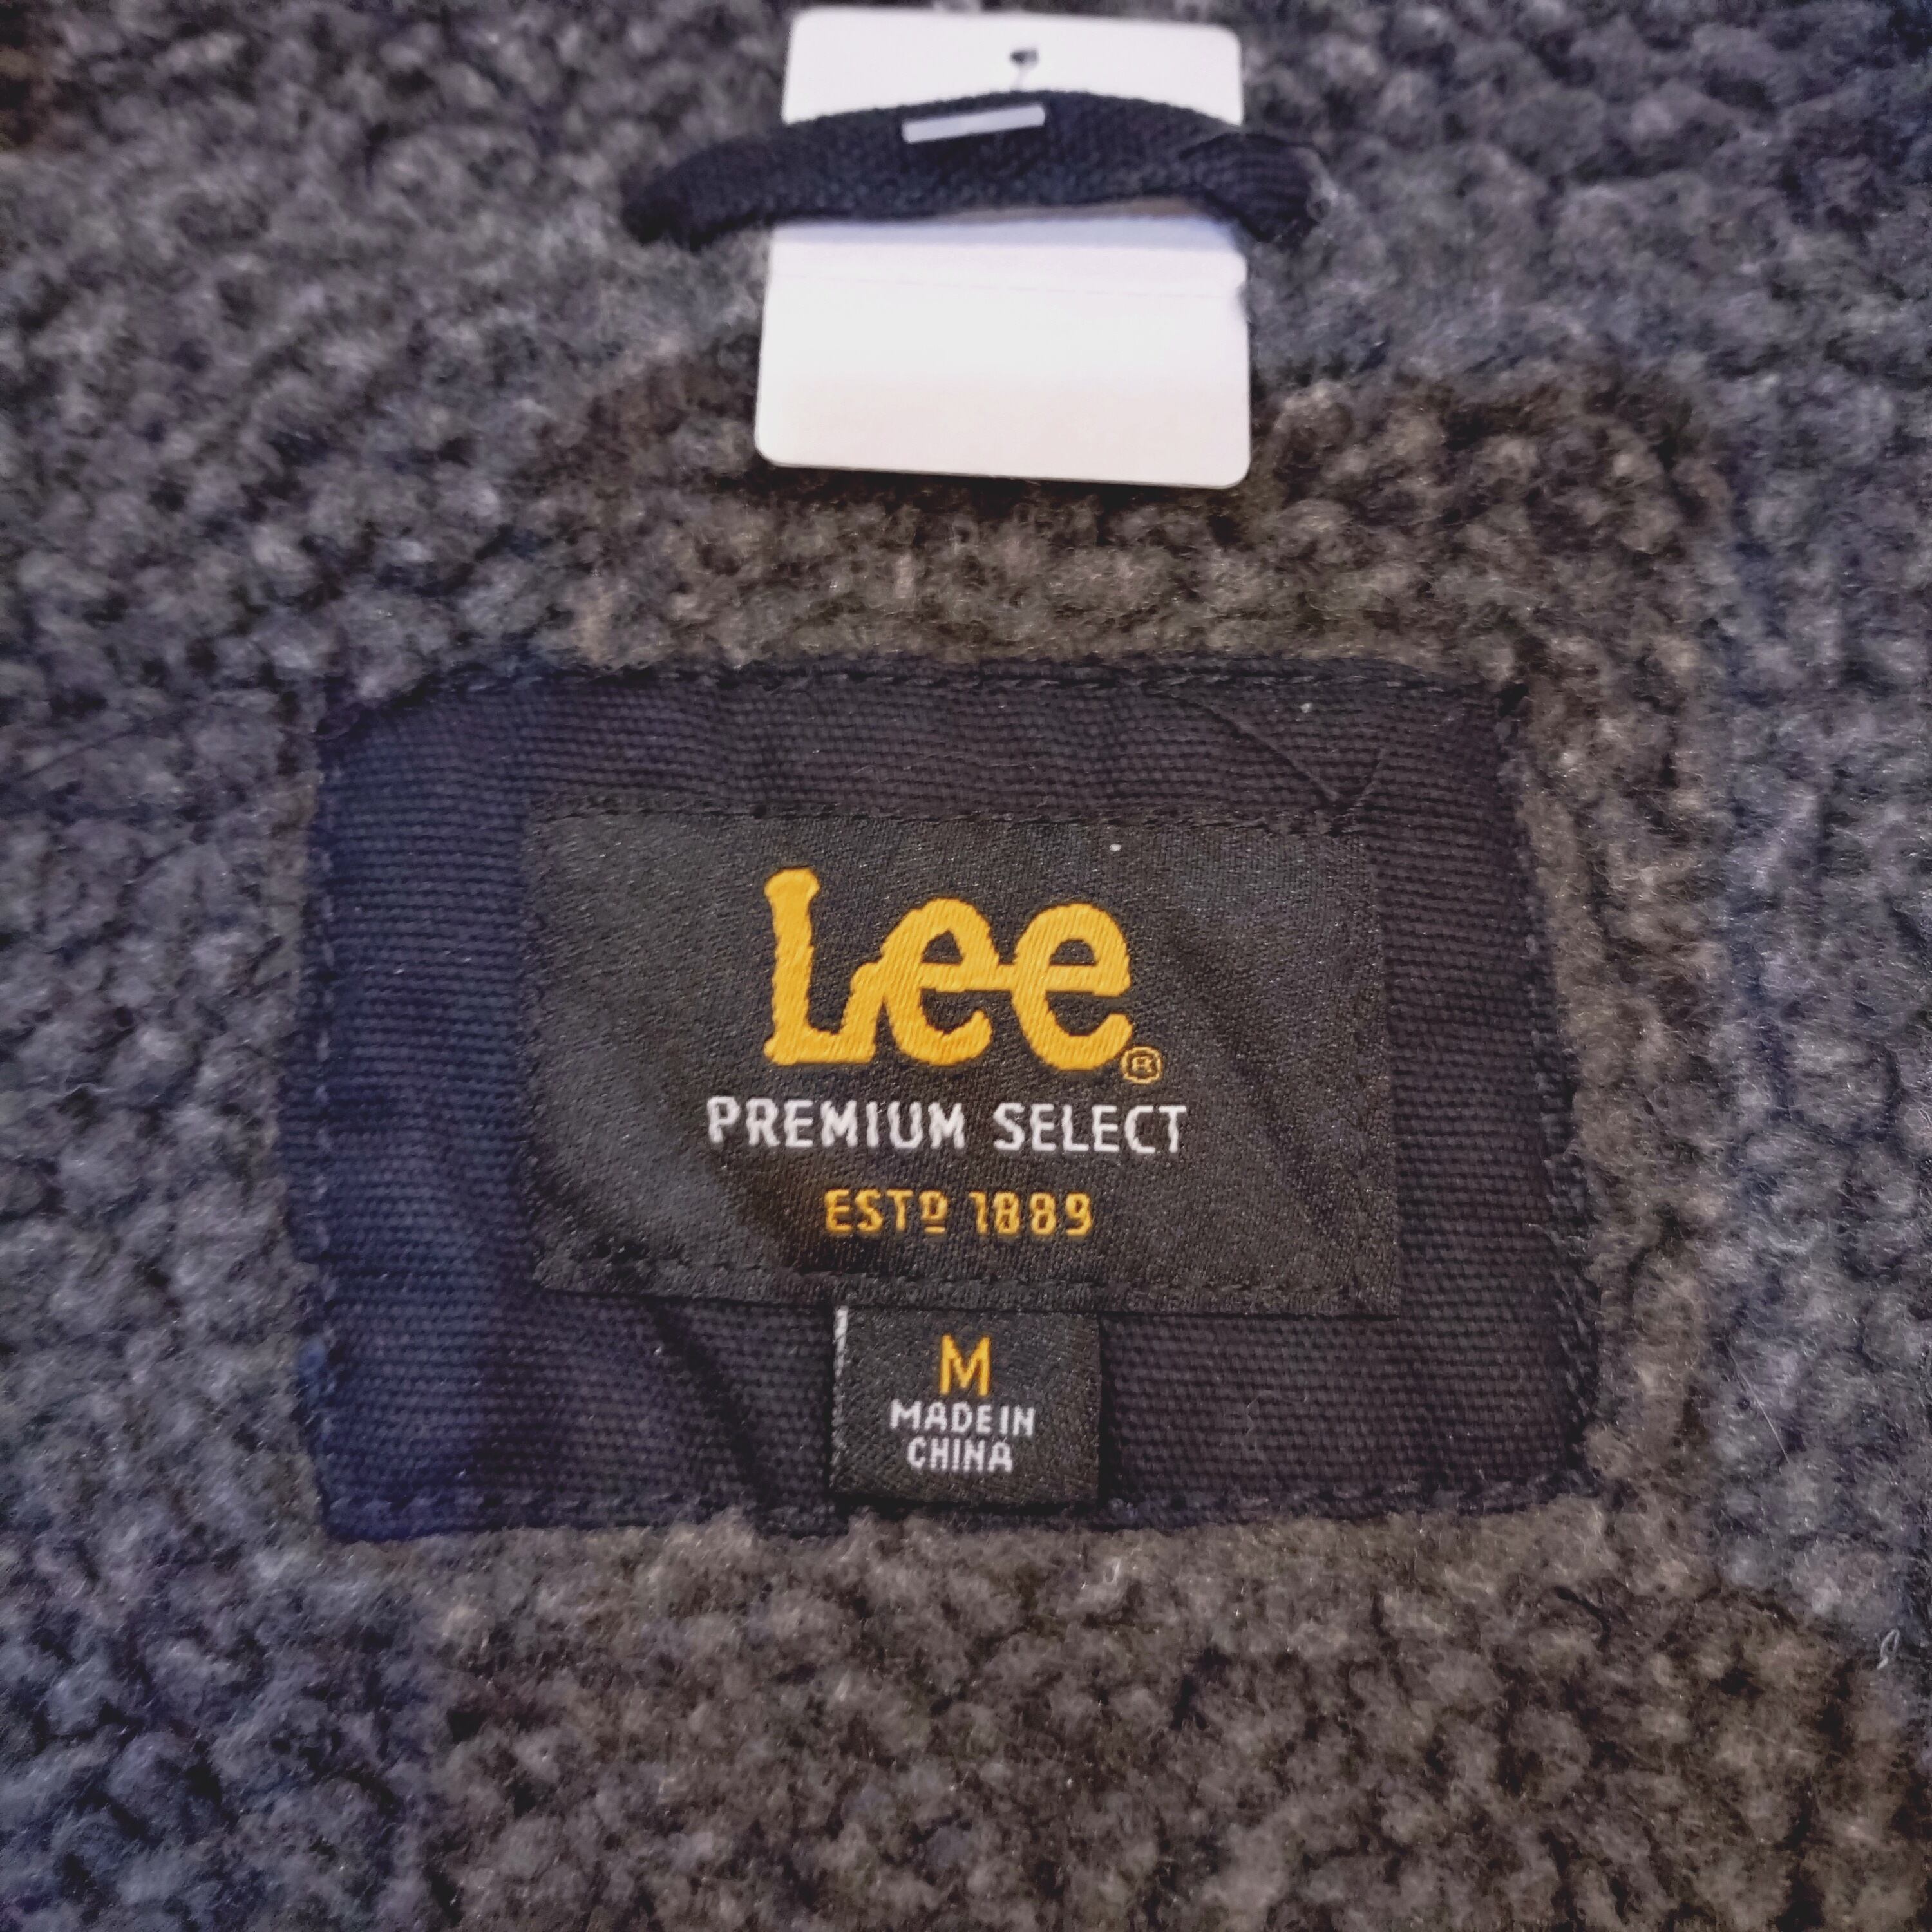 Lee®
PREMIUM SELECT
ESTD 1889
M
MADE IN
CHINA